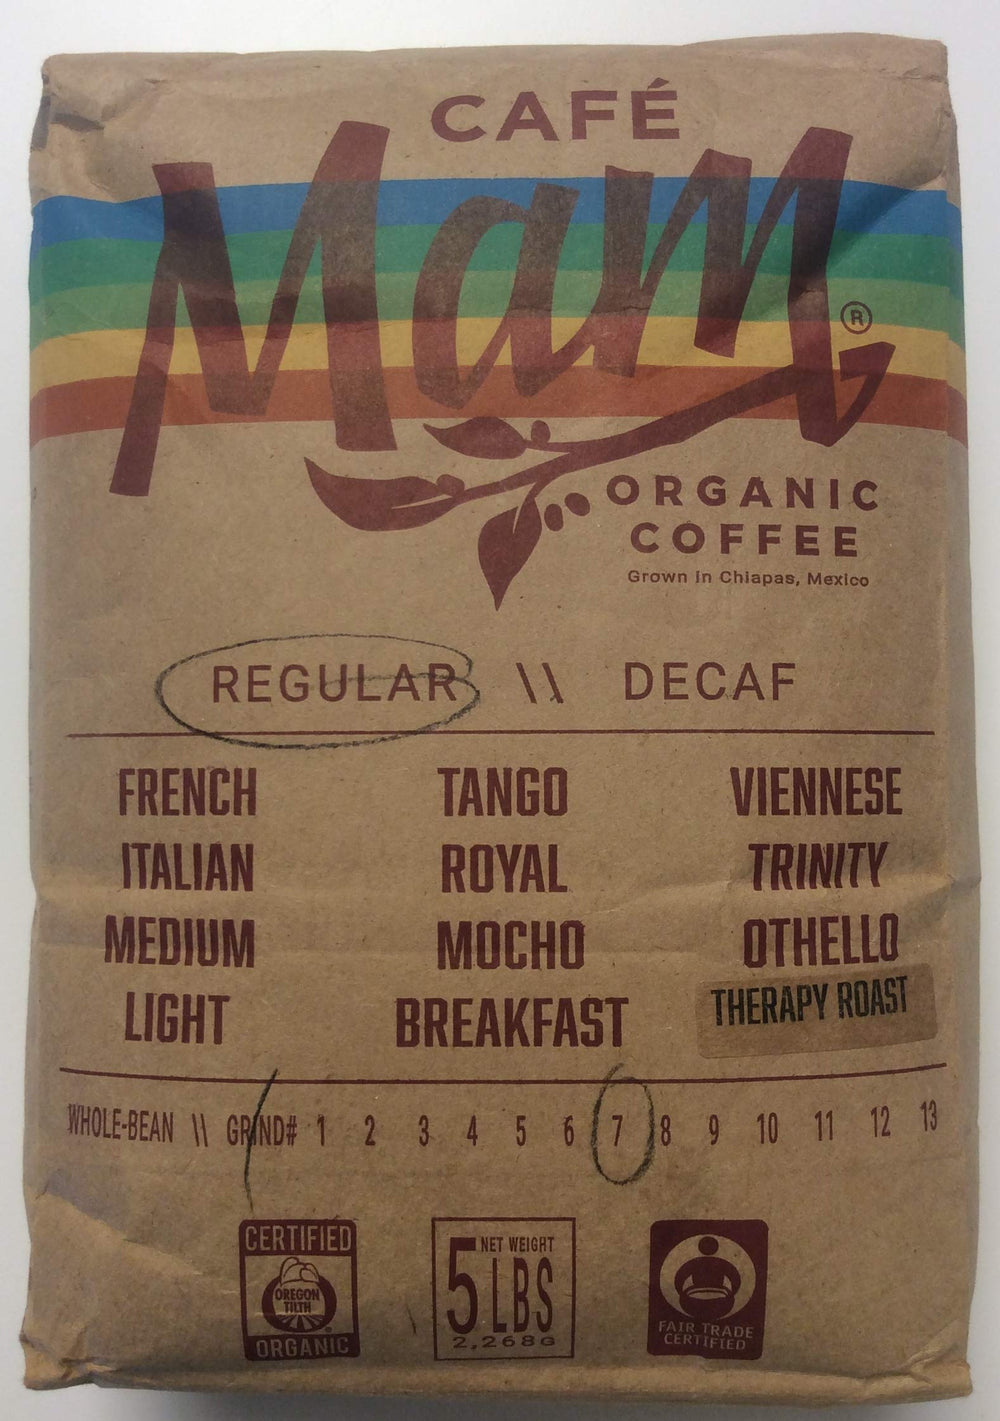 CAFÉ
Mam ®
ORGANIC
COFFEE
Grown in Chiapas, Mexico
REGULAR \\ DECAF
FRENCH TANGO VIENNESE
ITALIAN ROYAL TRINITY
MEDIUM MOCHO OTHELLO
LIGHT BREAKFAST THERAPY ROAST
WHOLE-BEAN \\ GRIND# 1 2 3 4 5 6 7 8 9 10 11 12 13
CERTIFIED
OREGON
TILTH
ORGANIC
NET WEIGHT
5 LBS
2,268G
FAIR TRADE
CERTIFIED